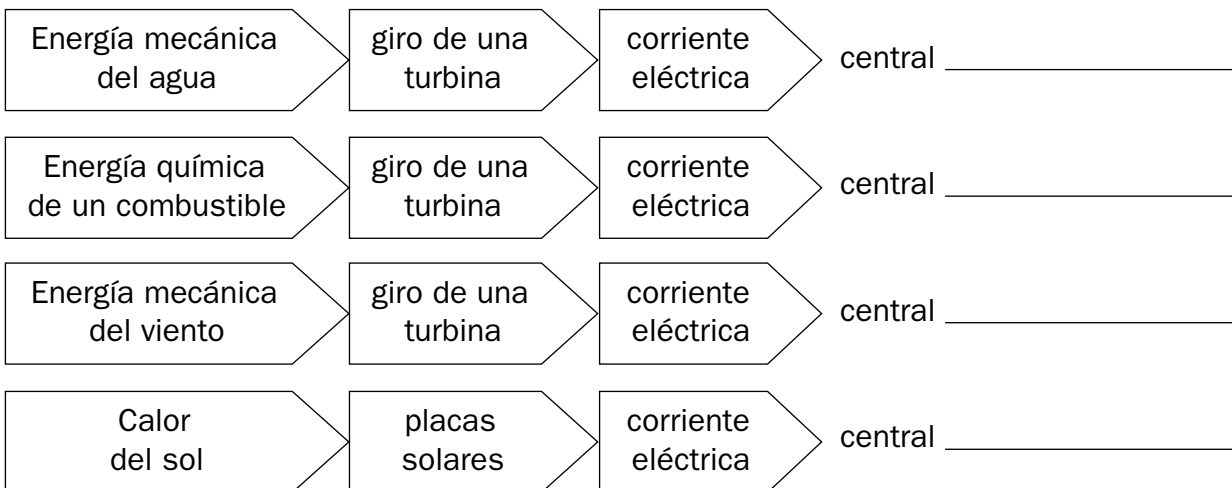 Energía mecánica
del agua
giro de una
turbina
corriente
eléctrica
central
Energía química
de un combustible
giro de una
turbina
corriente
eléctrica
central
Energía mecánica
del viento
giro de una
turbina
corriente
eléctrica
central
Calor
del sol
placas
solares
corriente
eléctrica
central